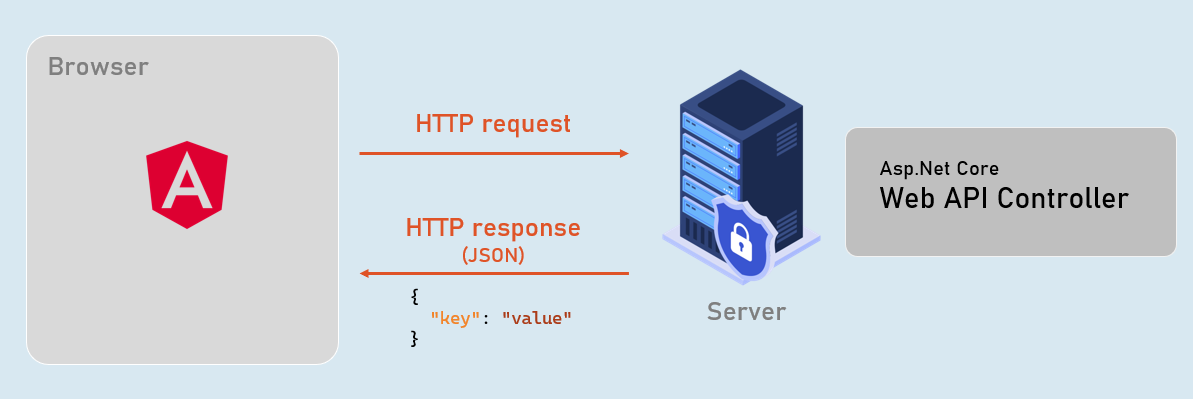 Browser
HTTP request
HTTP response
(JSON)
{
"key": "value"
}
Server
Asp.Net Core
Web API Controller